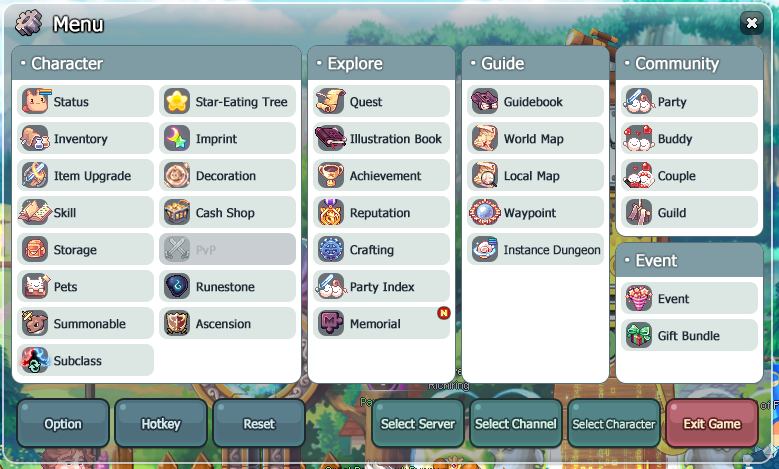 Menu
Character
Status
Star-Eating Tree
Inventory
Imprint
Item Upgrade
Decoration
Skill
Cash Shop
Storage
PvP
Pets
Runestone
Summonable
Ascension
Subclass
Explore
Quest
Illustration Book
Achievement
Reputation
Crafting
Party Index
Memorial
N
Guide
Guidebook
World Map
Local Map
Waypoint
Instance Dungeon
Community
Party
Buddy
Couple
Guild
Event
Event
Gift Bundle
Option
Hotkey
Reset
Select Server
Select Channel
Select Character
Exit Game